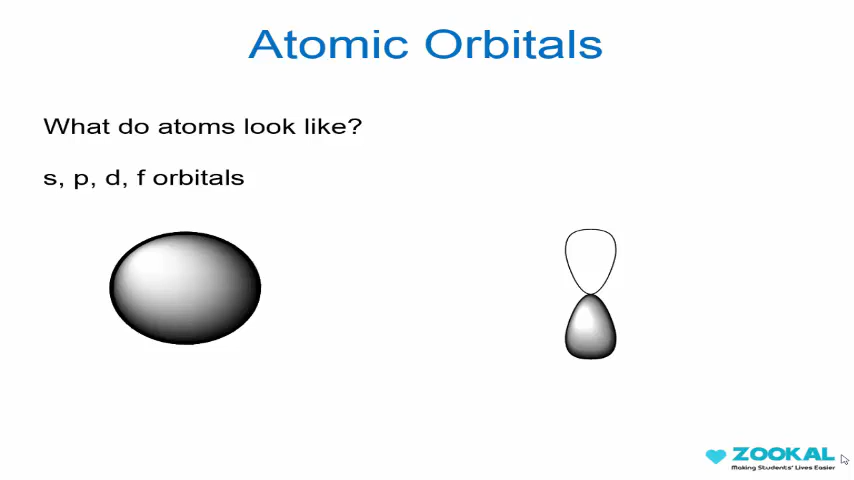 Atomic Orbitals
What do atoms look like?
s, p, d, f orbitals
ZOOKAL
Making Students' Lives Easier